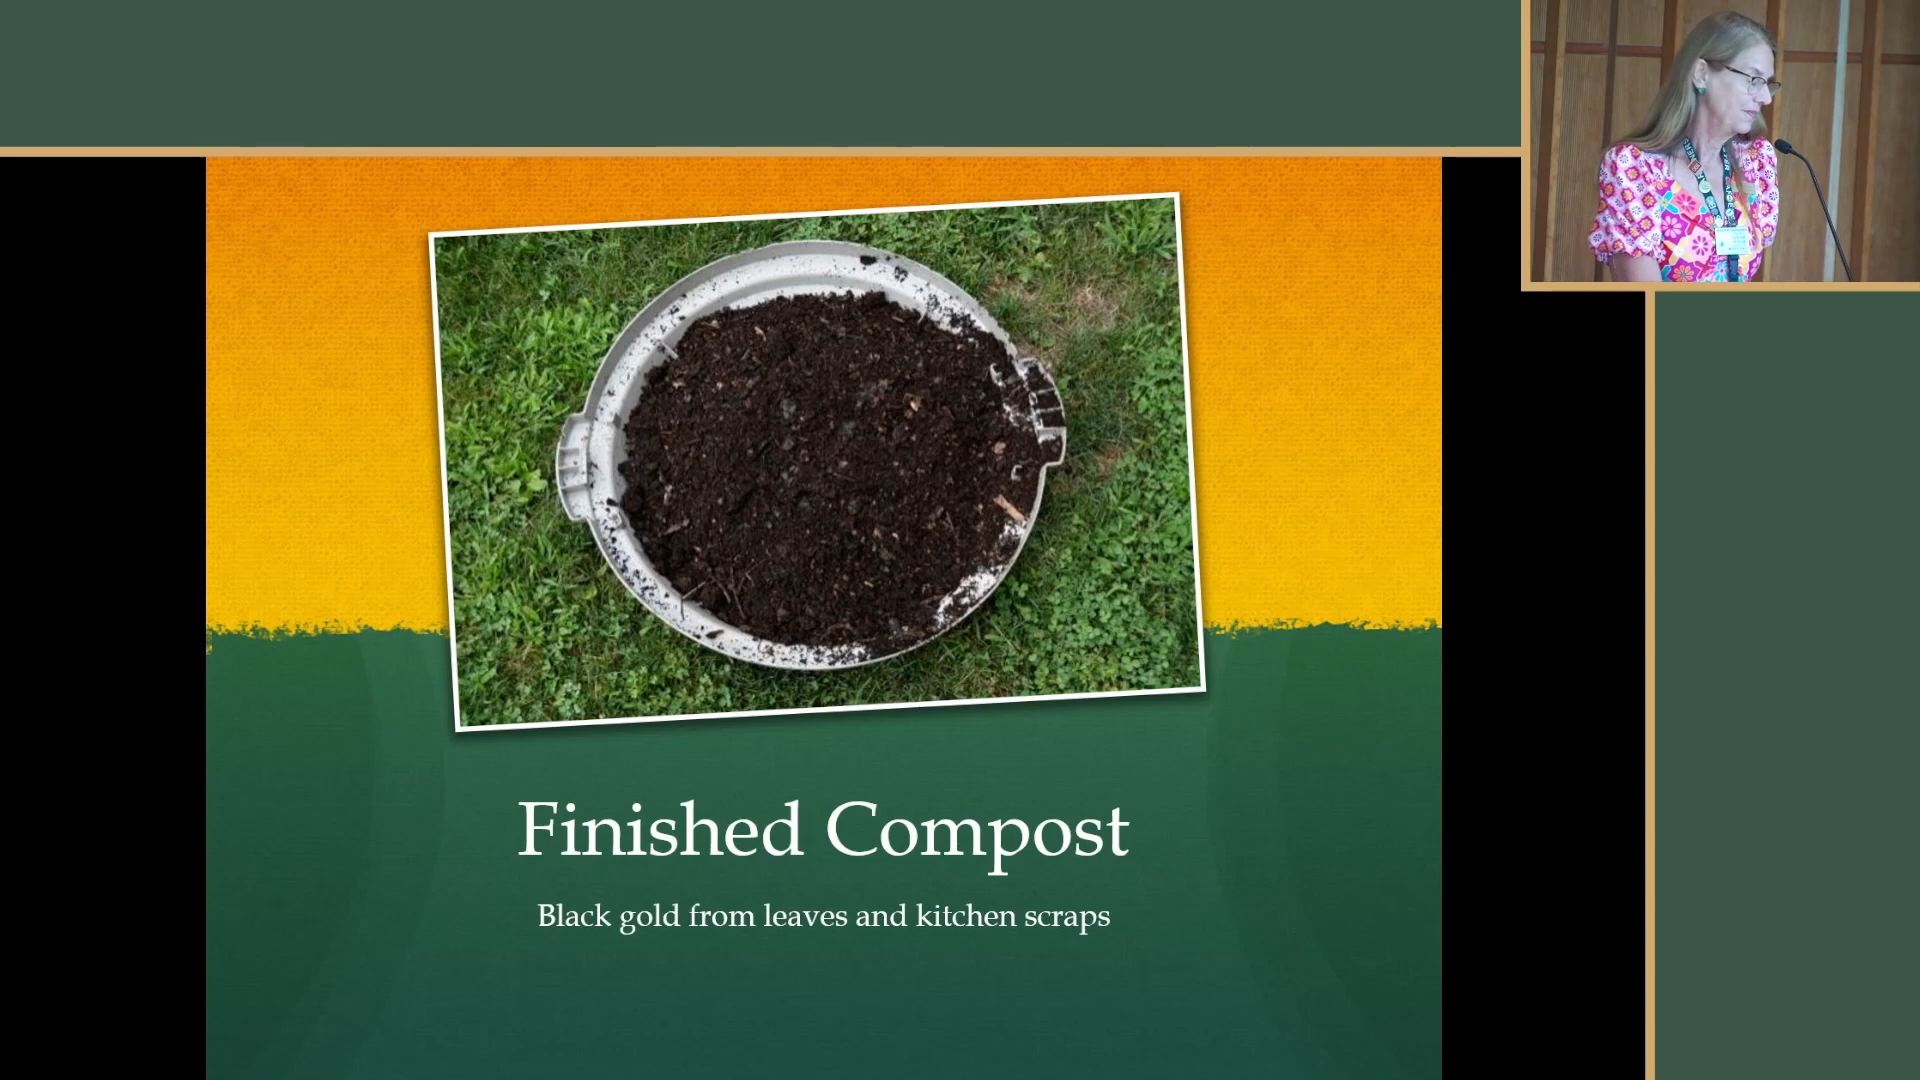 Finished Compost
Black gold from leaves and kitchen scraps